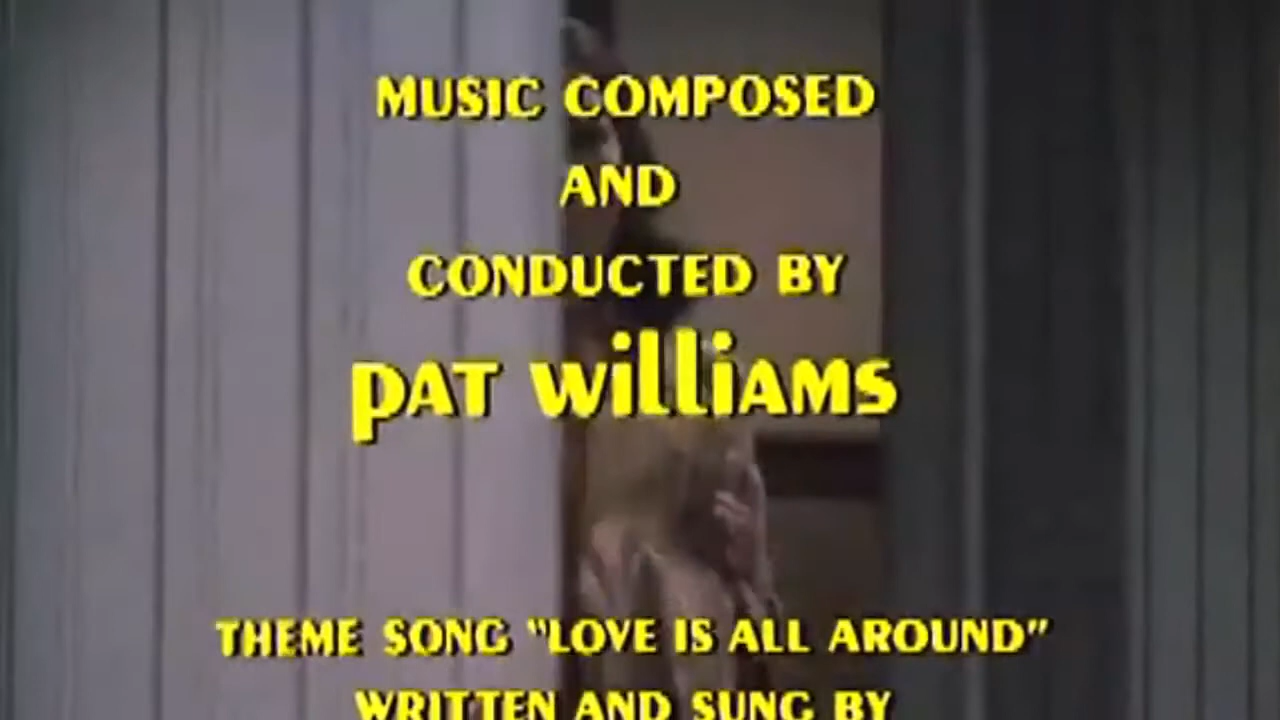 MUSIC COMPOSED
AND
CONDUCTED BY
PAT WILLIAMS
THEME SONG "LOVE IS ALL AROUND"
WRITTEN AND SUNG BY